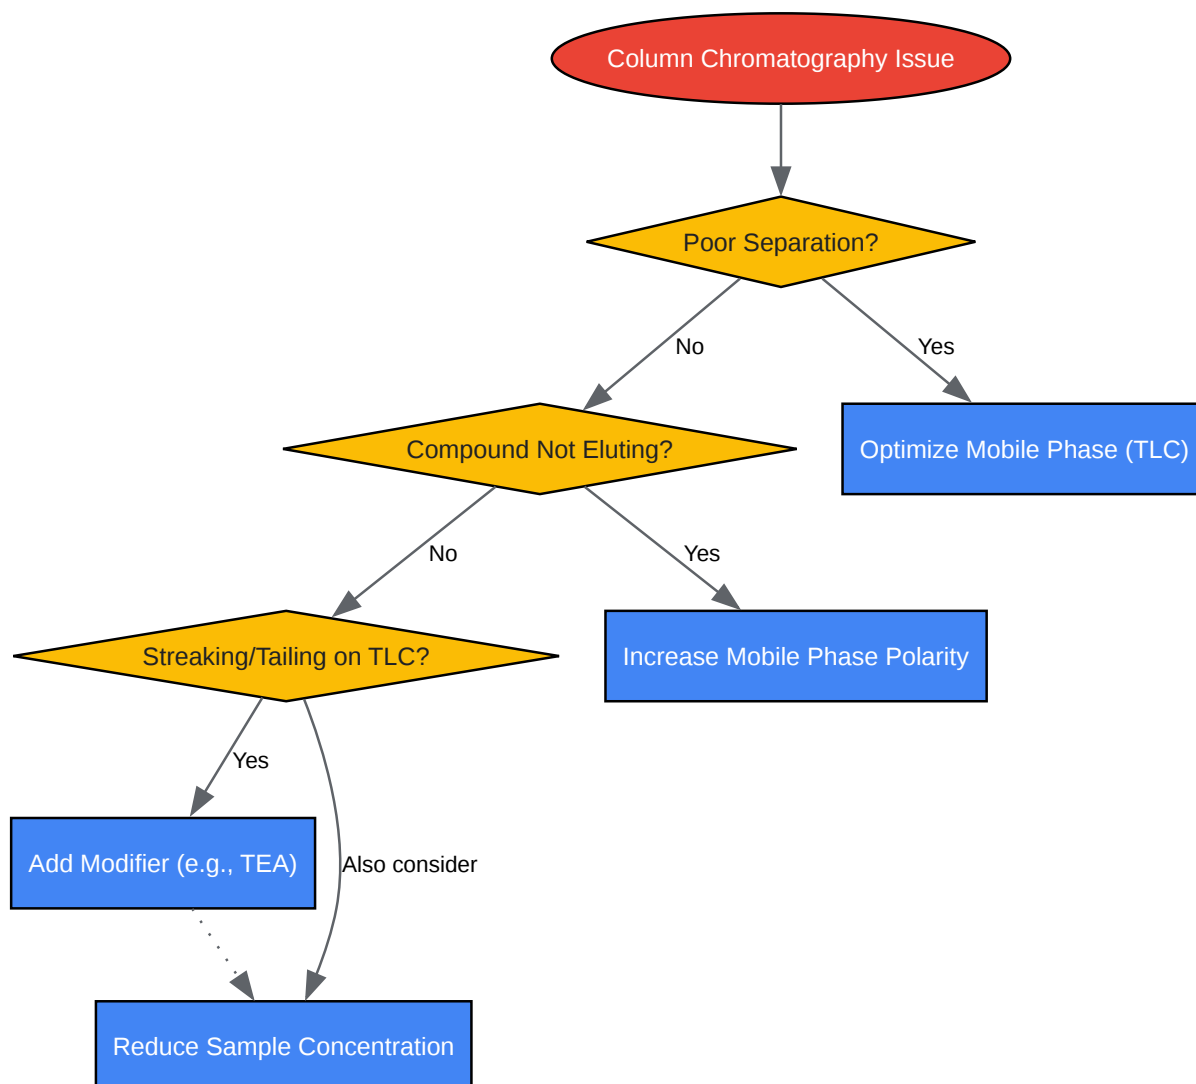 Column Chromatography Issue
Poor Separation?
No
Yes
Compound Not Eluting?
Optimize Mobile Phase (TLC)
No
Yes
Streaking/Tailing on TLC?
Increase Mobile Phase Polarity
Yes
Add Modifier (e.g., TEA)
Also consider
Reduce Sample Concentration